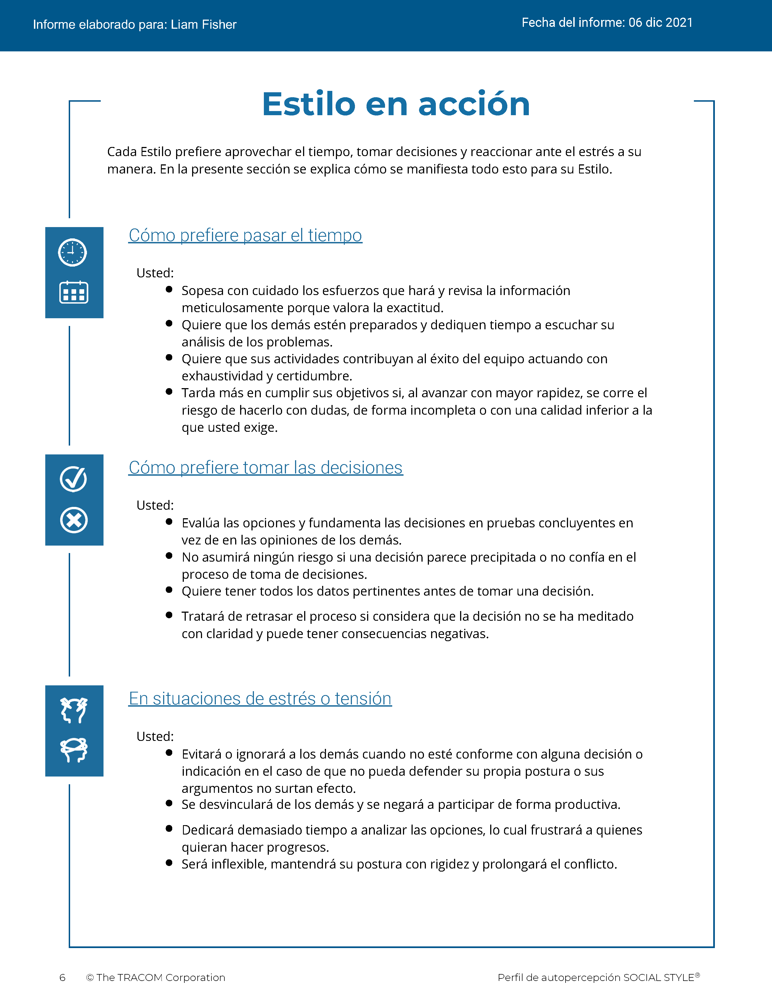 Informe elaborado para: Liam Fisher
Fecha del informe: 06 dic 2021
Estilo en acción
Cada Estilo prefiere aprovechar el tiempo, tomar decisiones y reaccionar ante el estrés a su
manera. En la presente sección se explica cómo se manifiesta todo esto para su Estilo.
Cómo prefiere pasar el tiempo
Usted:
• Sopesa con cuidado los esfuerzos que hará y revisa la información
meticulosamente porque valora la exactitud.
• Quiere que los demás estén preparados y dediquen tiempo a escuchar su
análisis de los problemas.
• Quiere que sus actividades contribuyan al éxito del equipo actuando con
exhaustividad y certidumbre.
• Tarda más en cumplir sus objetivos si, al avanzar con mayor rapidez, se corre el
riesgo de hacerlo con dudas, de forma incompleta o con una calidad inferior a la
que usted exige.
Cómo prefiere tomar las decisiones
Usted:
• Evalúa las opciones y fundamenta las decisiones en pruebas concluyentes en
vez de en las opiniones de los demás.
• No asumirá ningún riesgo si una decisión parece precipitada o no confía en el
proceso de toma de decisiones.
• Quiere tener todos los datos pertinentes antes de tomar una decisión.
• Tratará de retrasar el proceso si considera que la decisión no se ha meditado
con claridad y puede tener consecuencias negativas.
En situaciones de estrés o tensión
Usted:
• Evitará o ignorará a los demás cuando no esté conforme con alguna decisión o
indicación en el caso de que no pueda defender su propia postura o sus
argumentos no surtan efecto.
• Se desvinculará de los demás y se negará a participar de forma productiva.
• Dedicará demasiado tiempo a analizar las opciones, lo cual frustrará a quienes
quieran hacer progresos.
• Será inflexible, mantendrá su postura con rigidez y prolongará el conflicto.
6 © The TRACOM Corporation
Perfil de autopercepción SOCIAL STYLE®